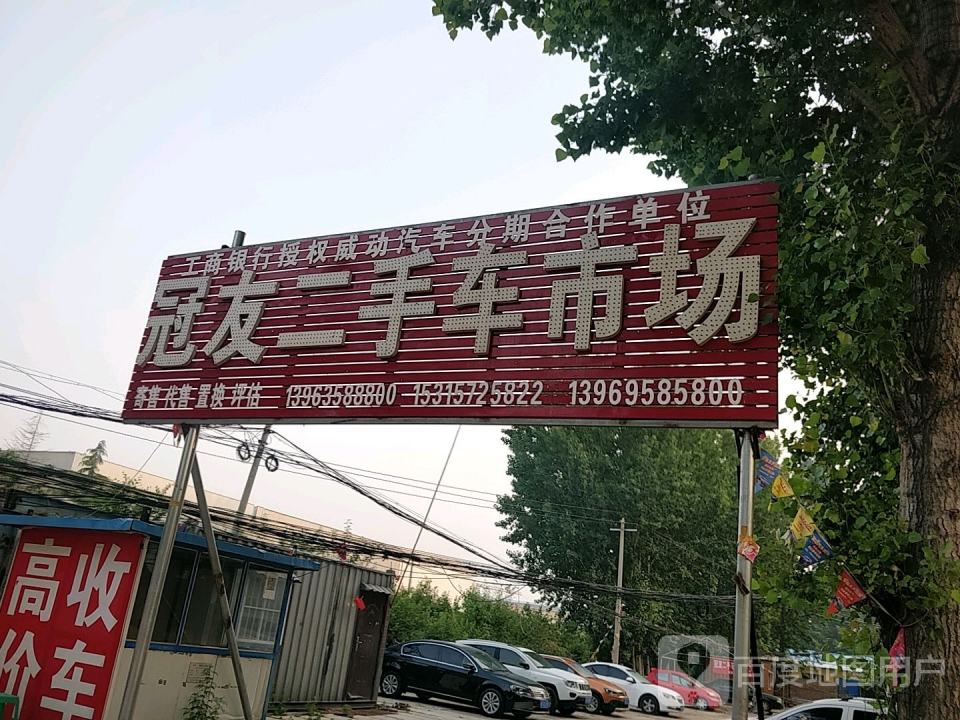 工商银行授权威动汽车分期合作单位
冠友二手车市场
寄售 代售 置换 评估 13963588800 15315725822 13969585800
高价
收车
百度地图用户